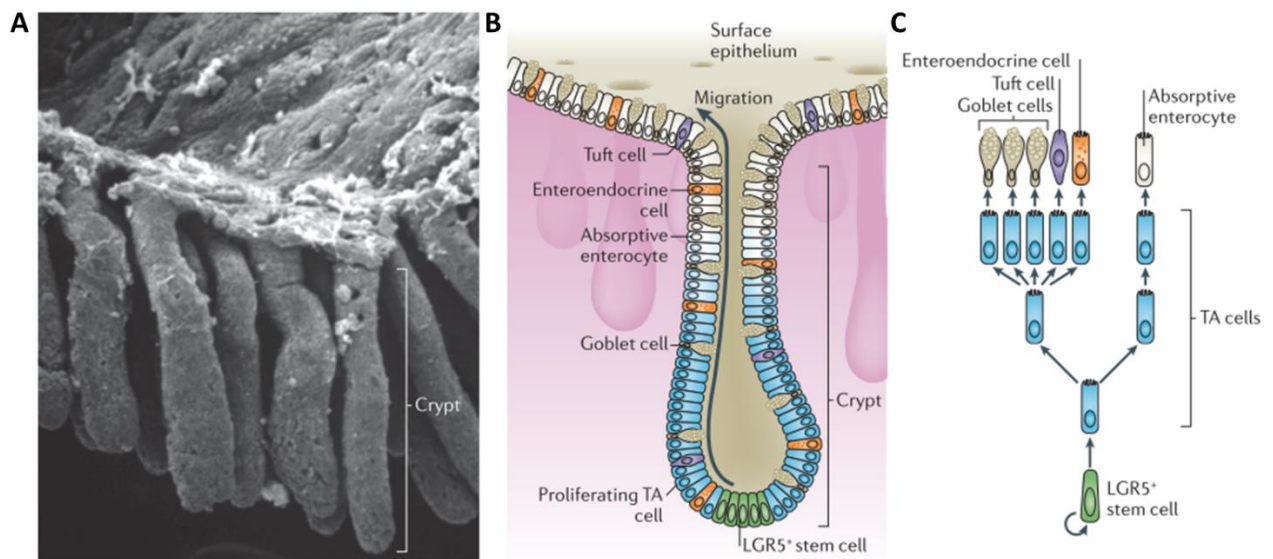 A
Crypt
B
Surface
epithelium
Migration
Tuft cell
Enteroendocrine
cell
Absorptive
enterocyte
Goblet cell
Crypt
Proliferating TA
cell
LGR5⁺ stem cell
C
Enteroendocrine cell
Tuft cell
Goblet cells
Absorptive
enterocyte
TA cells
LGR5⁺
stem cell